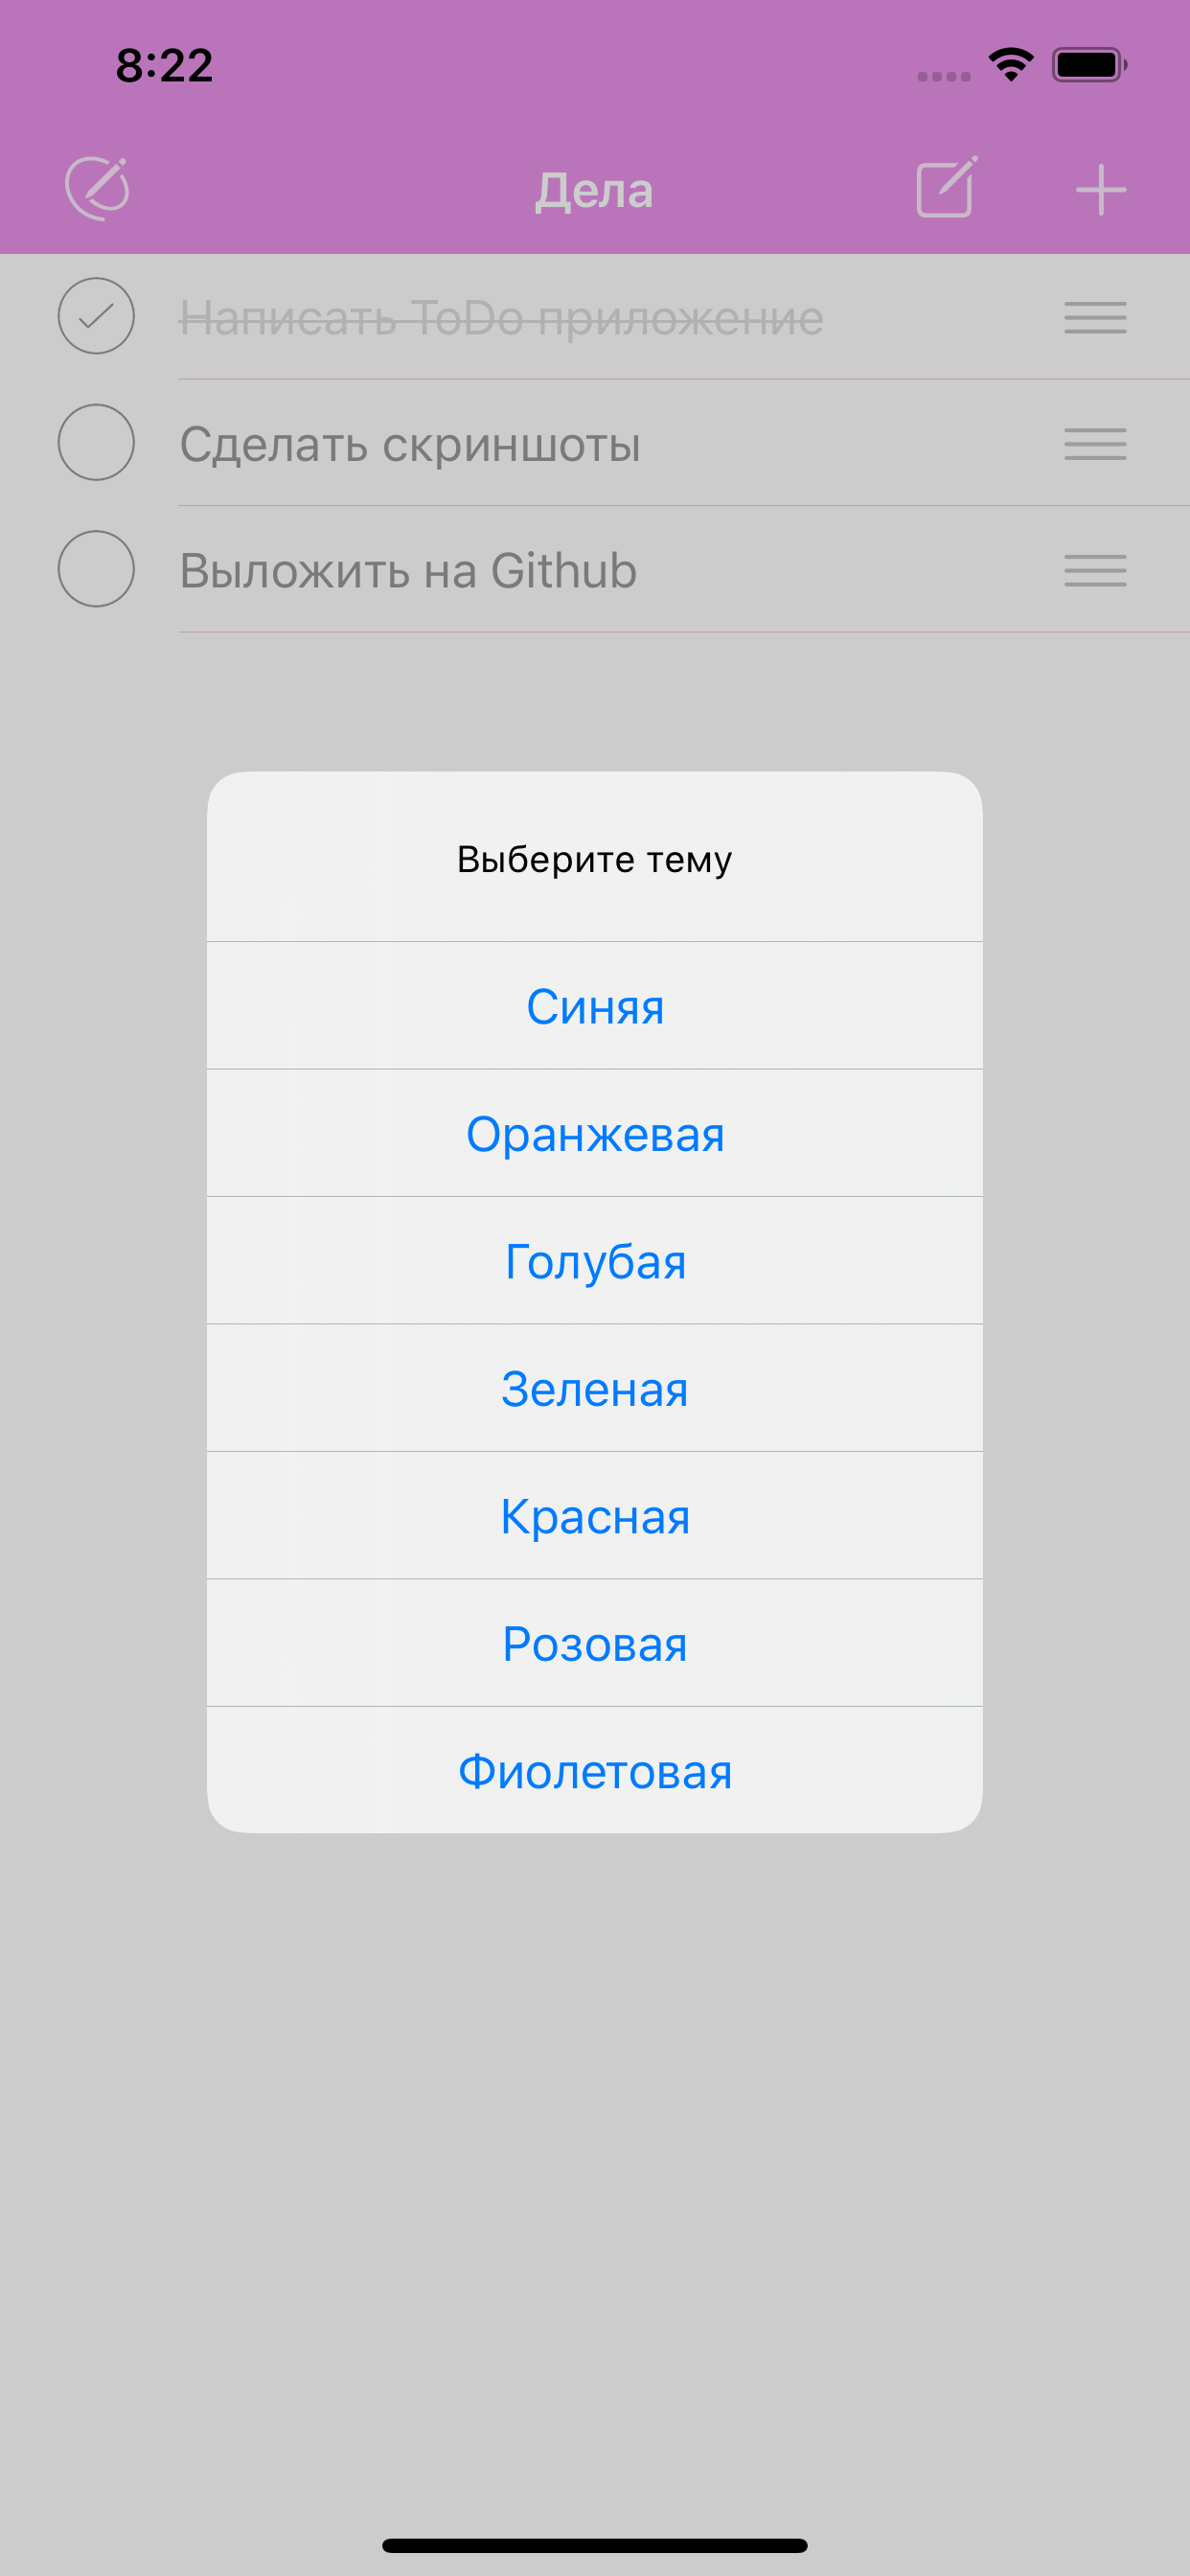 8:22
Дела
Написать ToDo приложение
Сделать скриншоты
Выложить на Github
Выберите тему
Синяя
Оранжевая
Голубая
Зеленая
Красная
Розовая
Фиолетовая